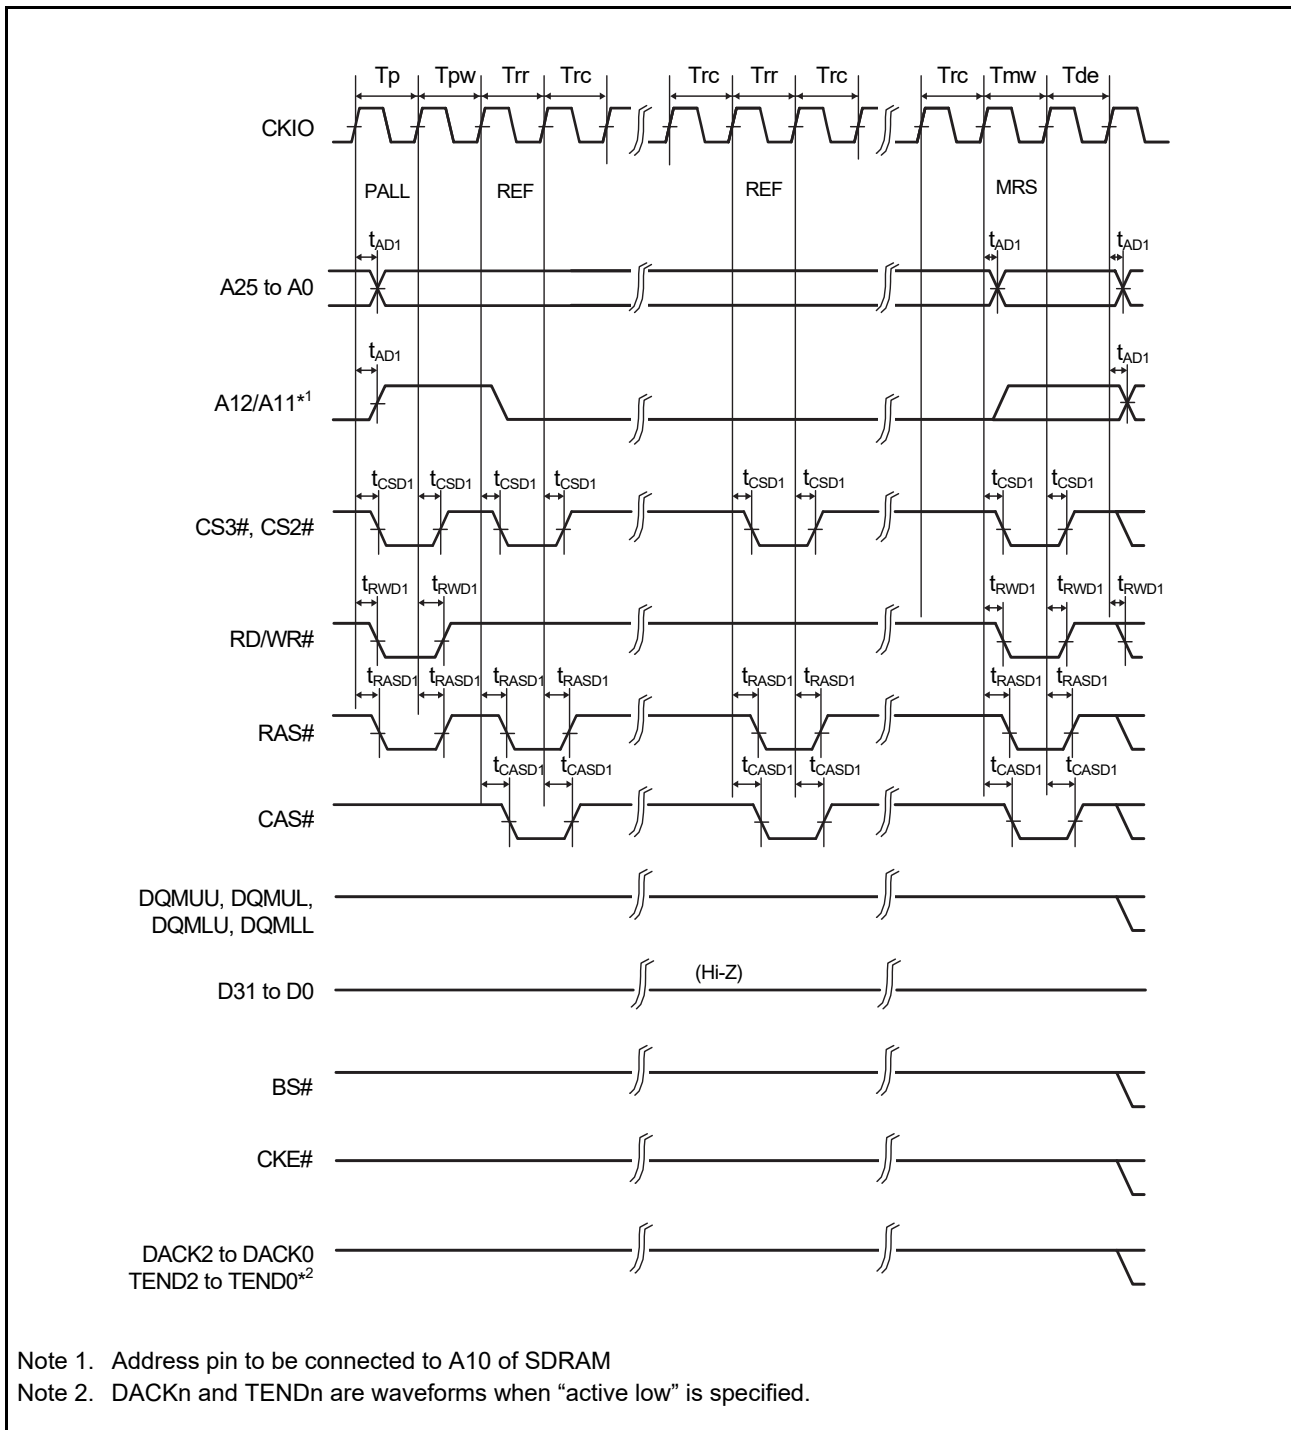 Tp Tpw Trr Trc Trc Trr Trc Trc Tmw Tde
CKIO
PALL REF REF MRS
tAD1 tAD1 tAD1
A25 to A0
tAD1 tAD1
A12/A11*1
tCSD1 tCSD1 tCSD1 tCSD1 tCSD1 tCSD1 tCSD1 tCSD1
CS3#, CS2#
tRWD1 tRWD1 tRWD1 tRWD1 tRWD1
RD/WR#
tRASD1 tRASD1 tRASD1 tRASD1 tRASD1 tRASD1 tRASD1 tRASD1
RAS#
tCASD1 tCASD1 tCASD1 tCASD1 tCASD1 tCASD1
CAS#
DQMUU, DQMUL,
DQMLU, DQMLL
(Hi-Z)
D31 to D0
BS#
CKE#
DACK2 to DACK0
TEND2 to TEND0*2
Note 1. Address pin to be connected to A10 of SDRAM
Note 2. DACKn and TENDn are waveforms when “active low” is specified.